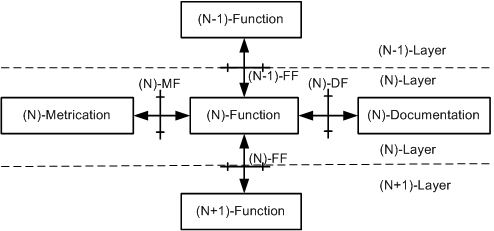 (N-1)-Function
(N-1)-Layer
(N-1)-FF
(N)-Layer
(N)-MF
(N)-DF
(N)-Metrication
(N)-Function
(N)-Documentation
(N)-FF
(N)-Layer
(N+1)-Layer
(N+1)-Function